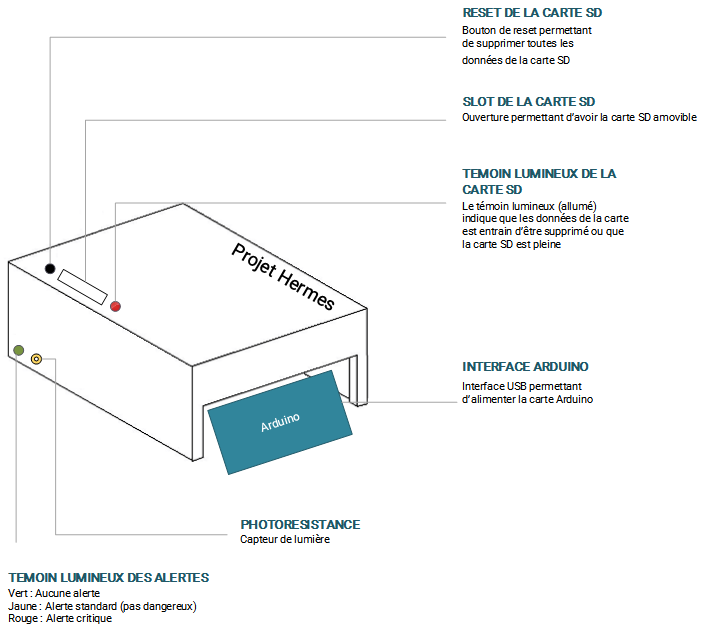 RESET DE LA CARTE SD
Bouton de reset permettant
de supprimer toutes les
données de la carte SD
SLOT DE LA CARTE SD
Ouverture permettant d'avoir la carte SD amovible
TEMOIN LUMINEUX DE LA
CARTE SD
Le témoin lumineux (allumé)
indique que les données de la carte
est entrain d'être supprimé ou que
la carte SD est pleine
Projet Hermes
INTERFACE ARDUINO
Interface USB permettant
d'alimenter la carte Arduino
Arduino
PHOTORESISTANCE
Capteur de lumière
TEMOIN LUMINEUX DES ALERTES
Vert : Aucune alerte
Jaune : Alerte standard (pas dangereux)
Rouge : Alerte critique